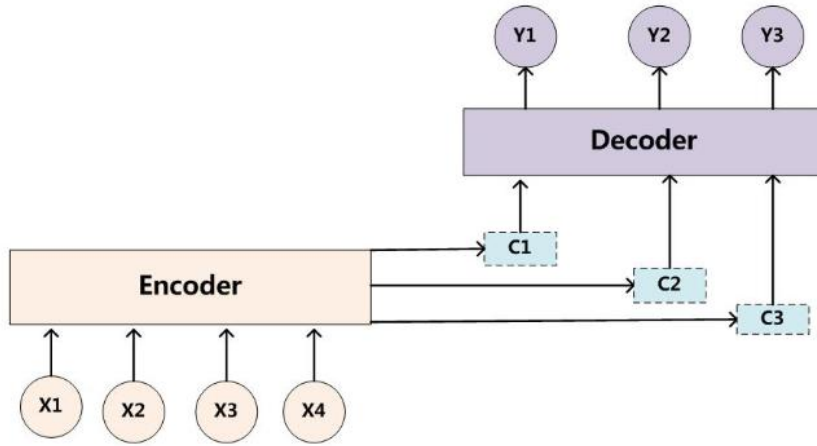 Y1 Y2 Y3
Decoder
C1
Encoder
C2
C3
X1 X2 X3 X4